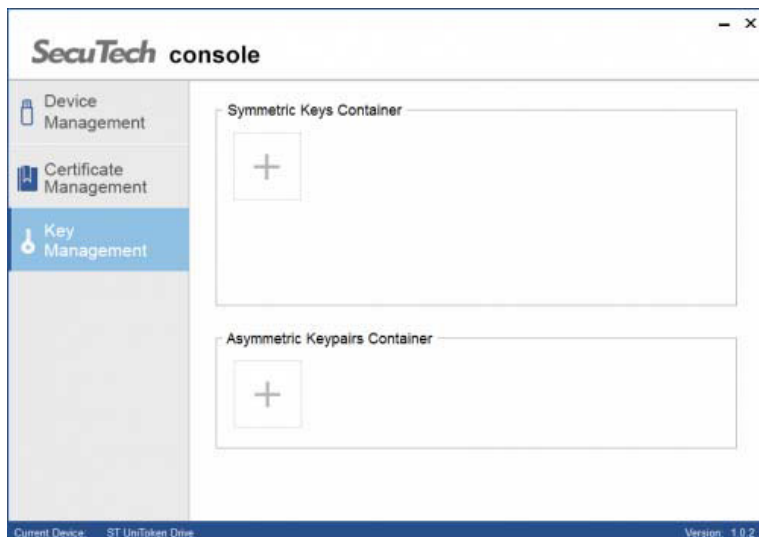 SecuTech console
Device
Management
Certificate
Management
Key
Management
Symmetric Keys Container
Asymmetric Keypairs Container
Current Device: ST UniToken Drive
Version: 1.0.2